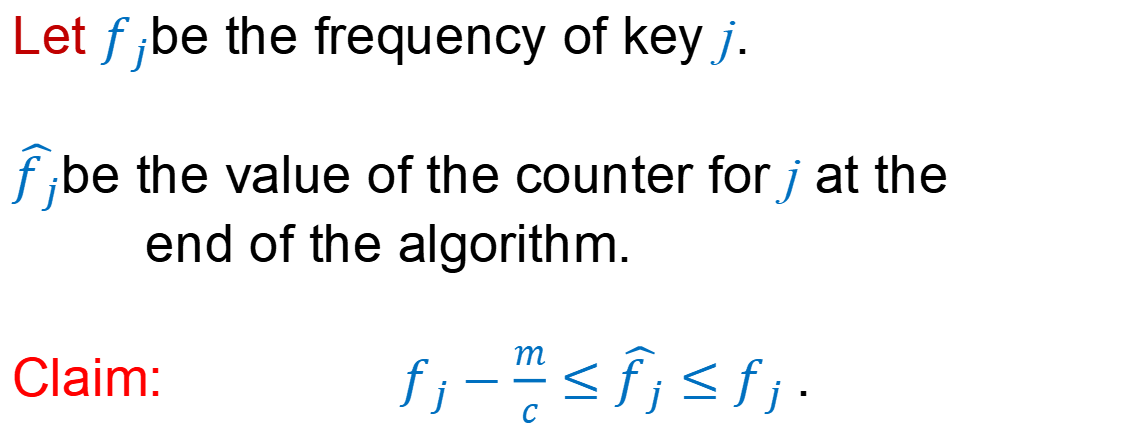 Let f_j be the frequency of key j.
f̂_j be the value of the counter for j at the
end of the algorithm.
Claim: f_j − m/c ≤ f̂_j ≤ f_j .